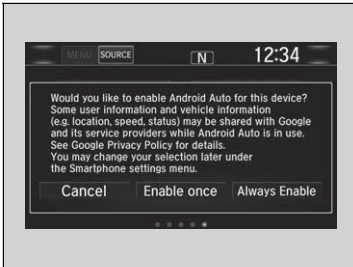 MENU SOURCE N 12:34
Would you like to enable Android Auto for this device?
Some user information and vehicle information
(e.g. location, speed, status) may be shared with Google
and its service providers while Android Auto is in use.
See Google Privacy Policy for details.
You may change your selection later under
the Smartphone settings menu.
Cancel Enable once Always Enable